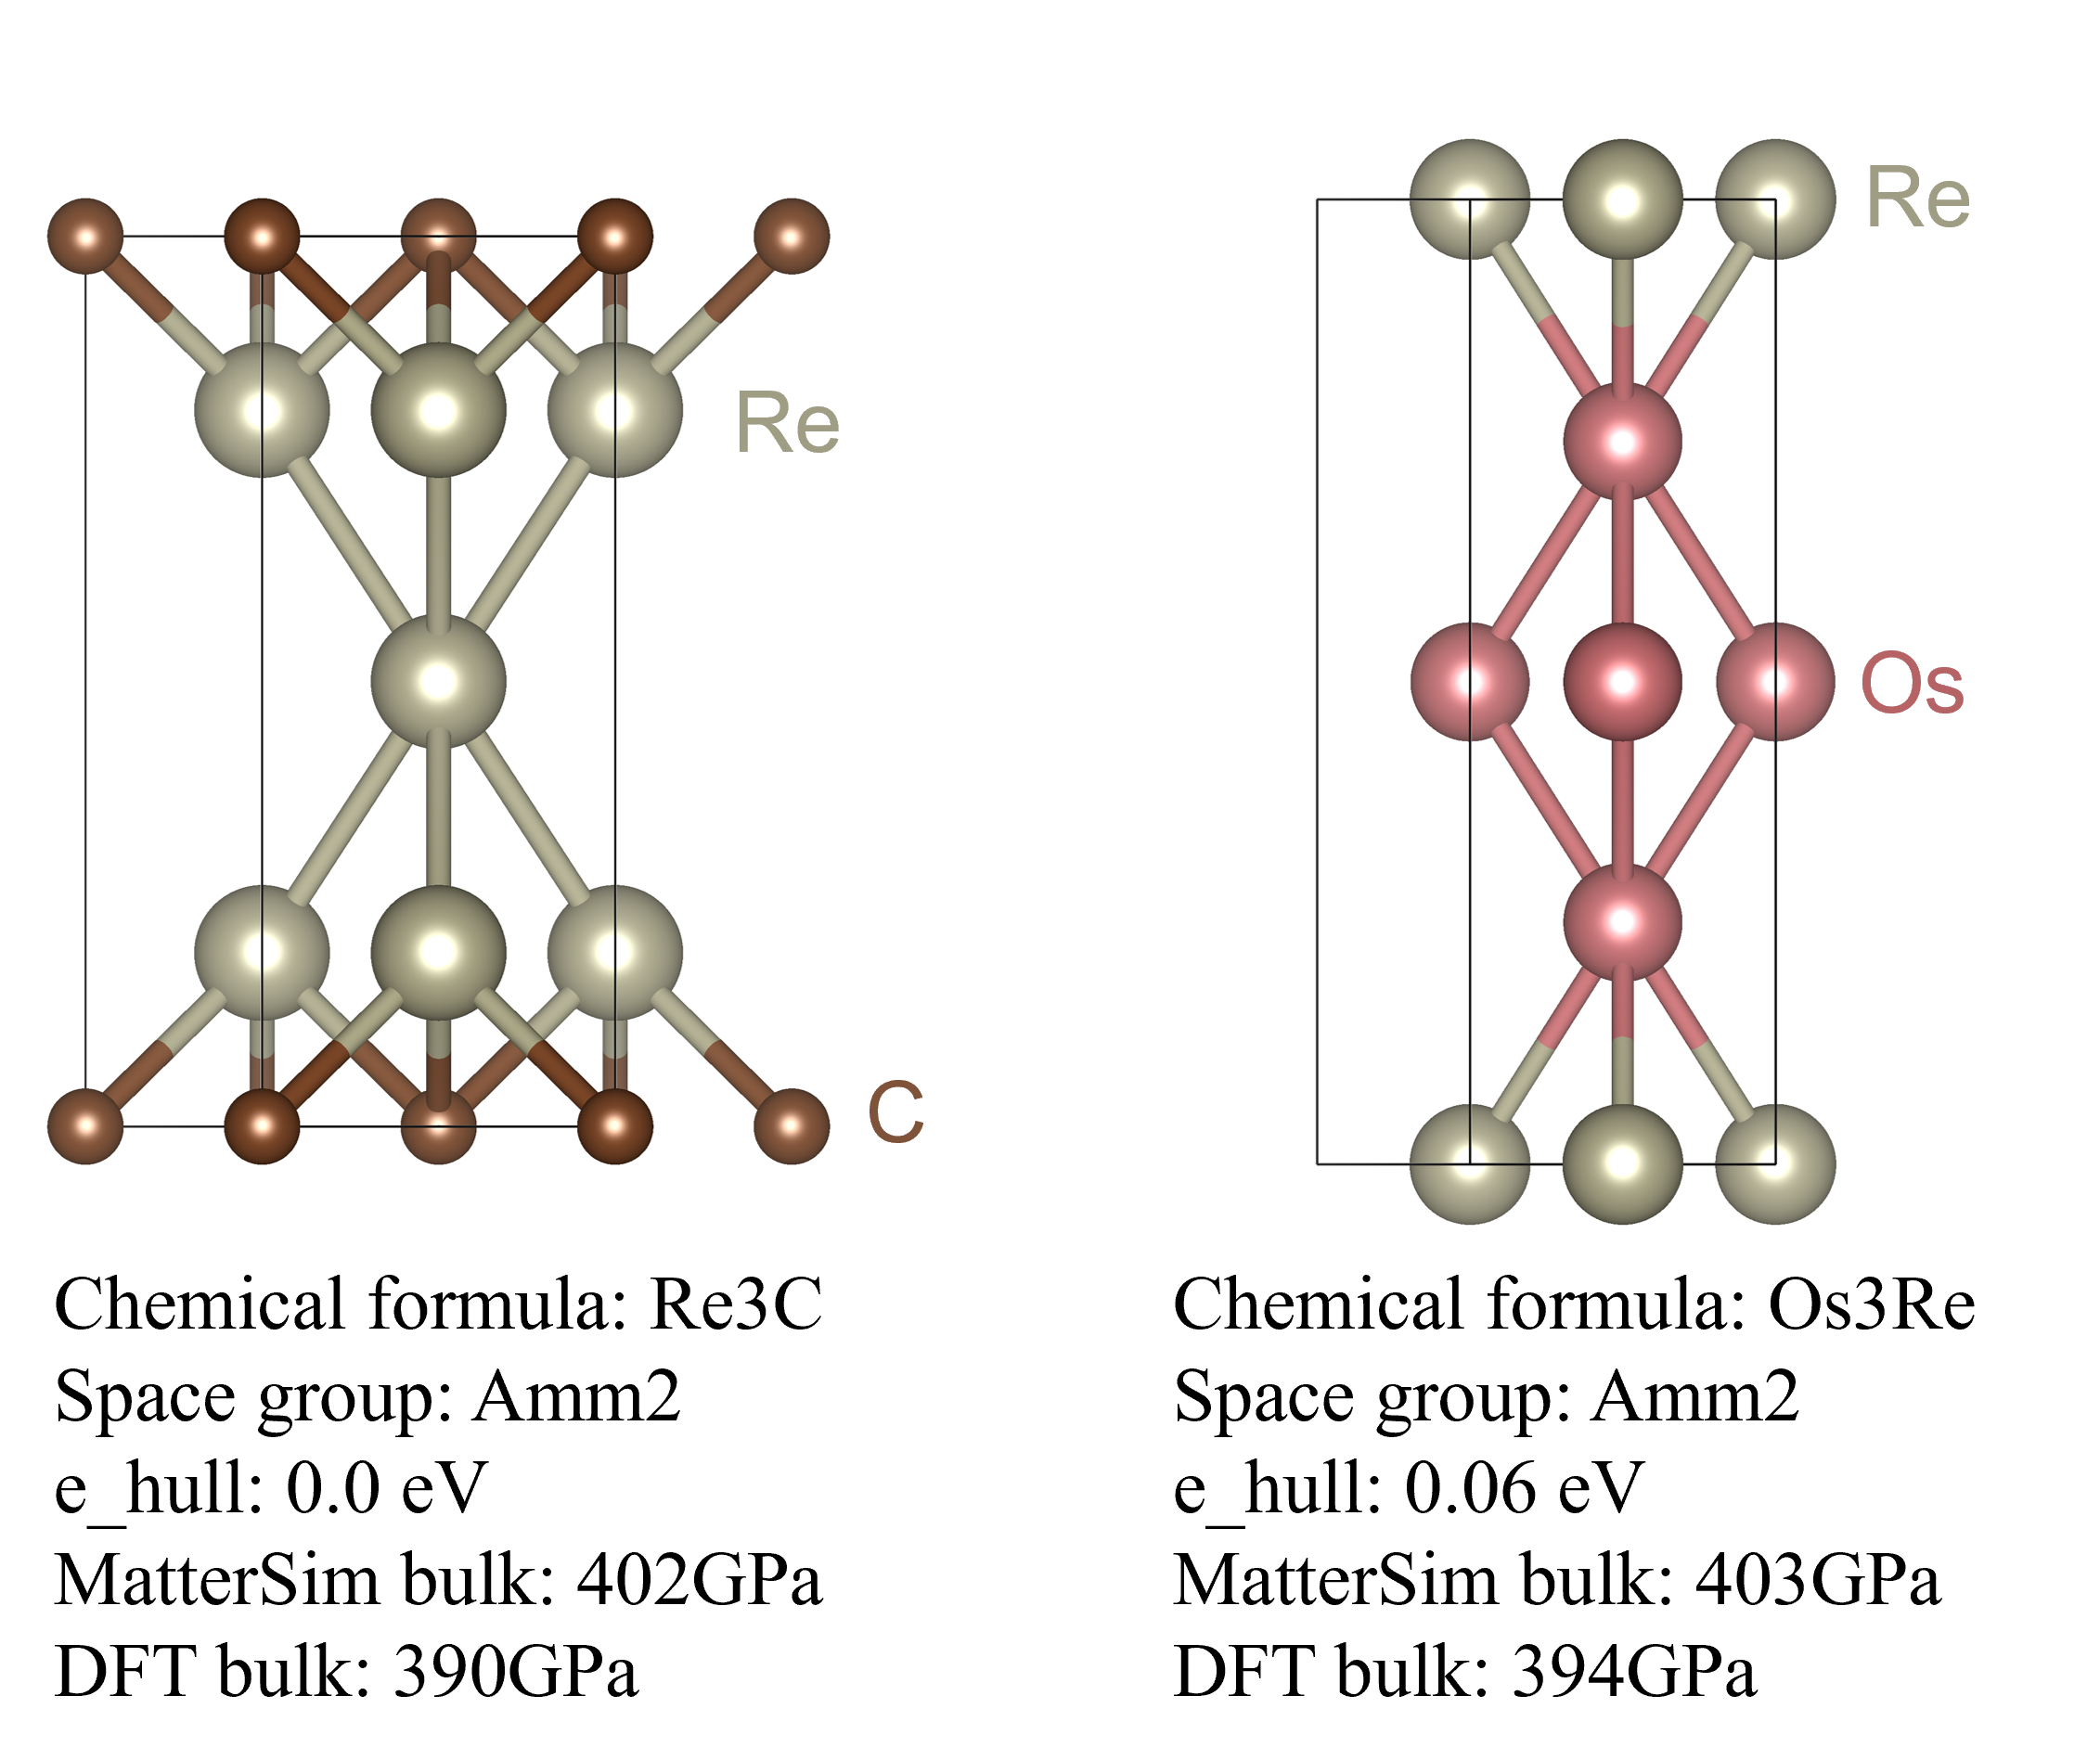 Re
Re
Os
C
Chemical formula: Re3C
Space group: Amm2
e_hull: 0.0 eV
MatterSim bulk: 402GPa
DFT bulk: 390GPa
Chemical formula: Os3Re
Space group: Amm2
e_hull: 0.06 eV
MatterSim bulk: 403GPa
DFT bulk: 394GPa